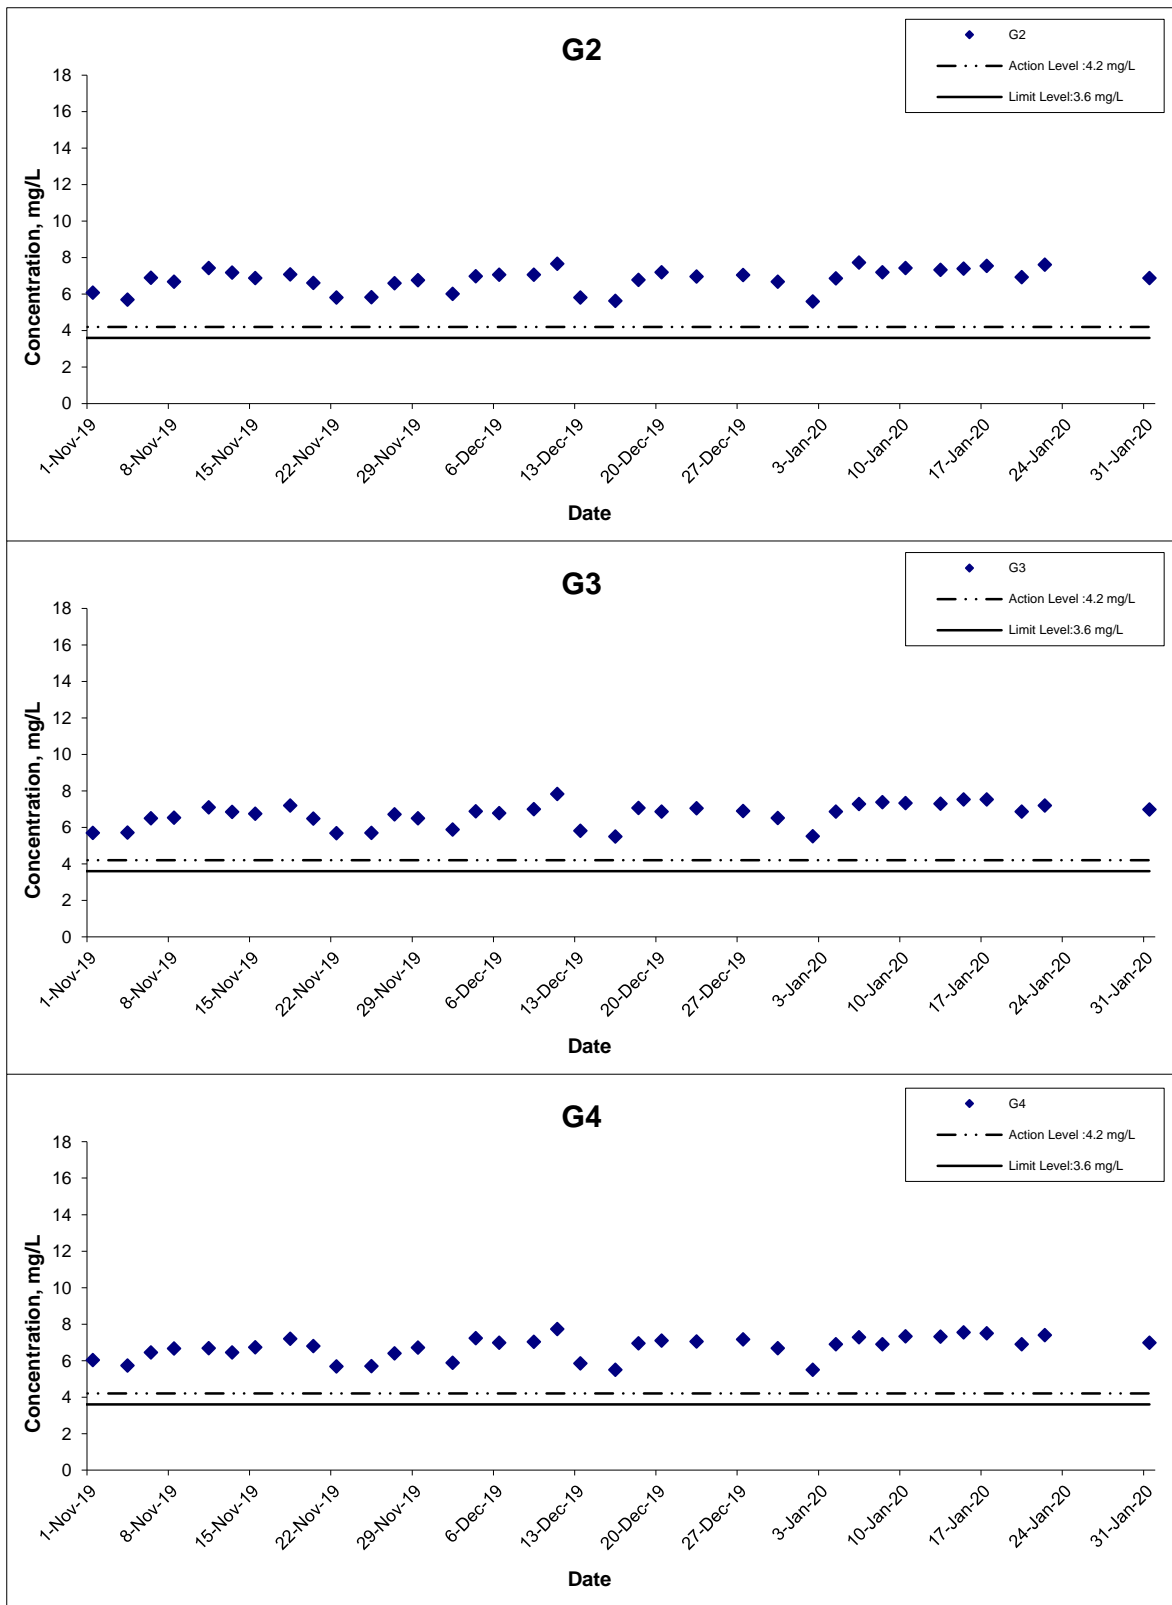 G2
G2
Action Level :4.2 mg/L
Limit Level:3.6 mg/L
Concentration, mg/L
18
16
14
12
10
8
6
4
2
0
1-Nov-19
8-Nov-19
15-Nov-19
22-Nov-19
29-Nov-19
6-Dec-19
13-Dec-19
20-Dec-19
27-Dec-19
3-Jan-20
10-Jan-20
17-Jan-20
24-Jan-20
31-Jan-20
Date
G3
G3
Action Level :4.2 mg/L
Limit Level:3.6 mg/L
Concentration, mg/L
18
16
14
12
10
8
6
4
2
0
1-Nov-19
8-Nov-19
15-Nov-19
22-Nov-19
29-Nov-19
6-Dec-19
13-Dec-19
20-Dec-19
27-Dec-19
3-Jan-20
10-Jan-20
17-Jan-20
24-Jan-20
31-Jan-20
Date
G4
G4
Action Level :4.2 mg/L
Limit Level:3.6 mg/L
Concentration, mg/L
18
16
14
12
10
8
6
4
2
0
1-Nov-19
8-Nov-19
15-Nov-19
22-Nov-19
29-Nov-19
6-Dec-19
13-Dec-19
20-Dec-19
27-Dec-19
3-Jan-20
10-Jan-20
17-Jan-20
24-Jan-20
31-Jan-20
Date